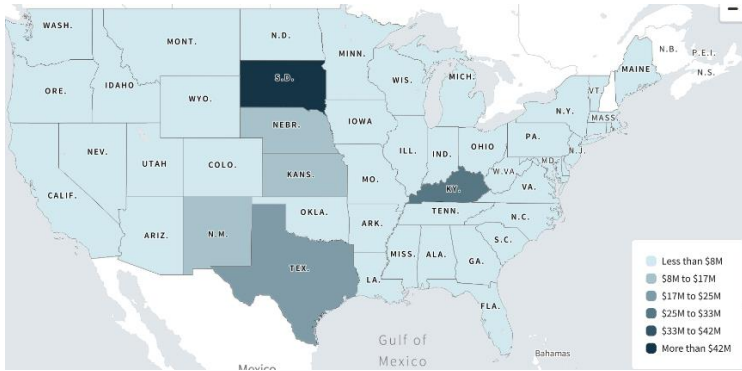 WASH.
MONT.
N.D.
MINN.
ORE.
IDAHO
WYO.
S.D.
WIS.
MICH.
N.B.
P.E.I.
N.S.
MAINE
VT.
N.Y.
MASS.
NEV.
UTAH
COLO.
NEBR.
IOWA
ILL.
IND.
OHIO
PA.
N.J.
MD.
CALIF.
KANS.
MO.
KY.
W.VA.
VA.
ARIZ.
N.M.
OKLA.
ARK.
TENN.
N.C.
S.C.
TEX.
LA.
MISS.
ALA.
GA.
FLA.
Mexico
Gulf of
Mexico
Bahamas
Less than $8M
$8M to $17M
$17M to $25M
$25M to $33M
$33M to $42M
More than $42M